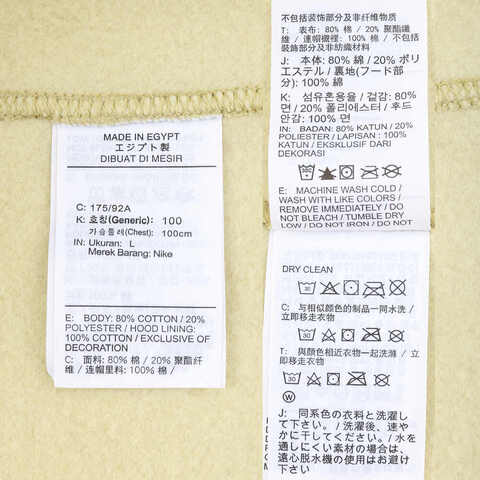 MADE IN EGYPT
エジプト製
DIBUAT DI MESIR
C: 175/92A
K: 호칭(Generic): 100
가슴둘레(Chest): 100cm
IN: Ukuran: L
Merek Barang: Nike
E: BODY: 80% COTTON / 20%
POLYESTER / HOOD LINING:
100% COTTON / EXCLUSIVE OF
DECORATION
C: 面料: 80% 棉 / 20% 聚酯纤
维 / 连帽里料: 100% 棉 /
不包括装饰部分及非纤维物质
T: 表布: 80% 棉 / 20% 聚酯纖
維 / 連帽襯裡: 100% 棉 / 不包括
裝飾部分及非紡織材料
J: 本体: 80% 綿 / 20% ポリ
エステル / 裏地(フード部
分): 100% 綿
K: 섬유혼용율 / 겉감: 80%
면 / 20% 폴리에스터 / 후드
안감: 100% 면
IN: BADAN: 80% KATUN / 20%
POLIESTER / LAPISAN : 100%
KATUN / EKSKLUSIF DARI
DEKORASI
E: MACHINE WASH COLD /
WASH WITH LIKE COLORS /
REMOVE IMMEDIATELY / DO
NOT BLEACH / TUMBLE DRY
LOW / DO NOT IRON / DO NOT
DRY CLEAN
C: 与相似颜色的制品一同水洗 /
立即移走衣物
T: 與顏色相近衣物一起洗滌 / 立
即移走衣物
J: 同系色の衣料と洗濯し
て下さい。/ 洗濯後、速や
かに干してください / 水を
通しにくい素材の場合は、
遠心脱水機の使用はお避け
下さい